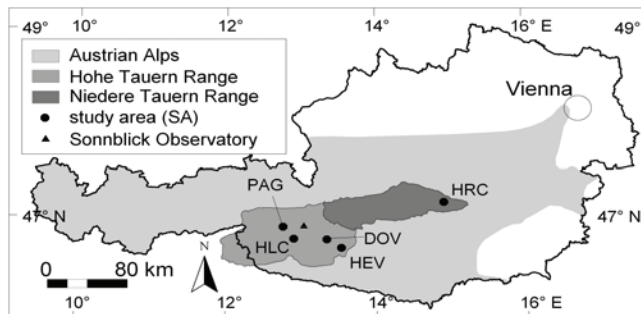 49°
12°
14°
16°
49°
Austrian Alps
Hohe Tauern Range
Niedere Tauern Range
study area (SA)
Sonnblick Observatory
Vienna
PAG
HRC
47°
47° N
HLC
DOV
HEV
N
0
80 km
10°
12°
14°
16°